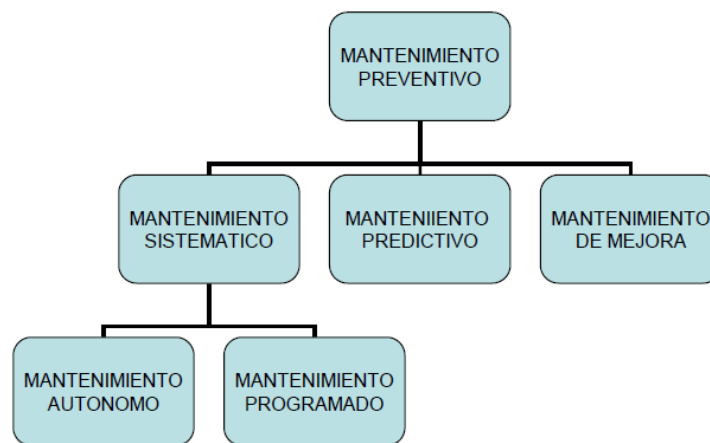 MANTENIMIENTO
PREVENTIVO
MANTENIMIENTO
SISTEMATICO
MANTENIIENTO
PREDICTIVO
MANTENIMIENTO
DE MEJORA
MANTENIMIENTO
AUTONOMO
MANTENIMIENTO
PROGRAMADO